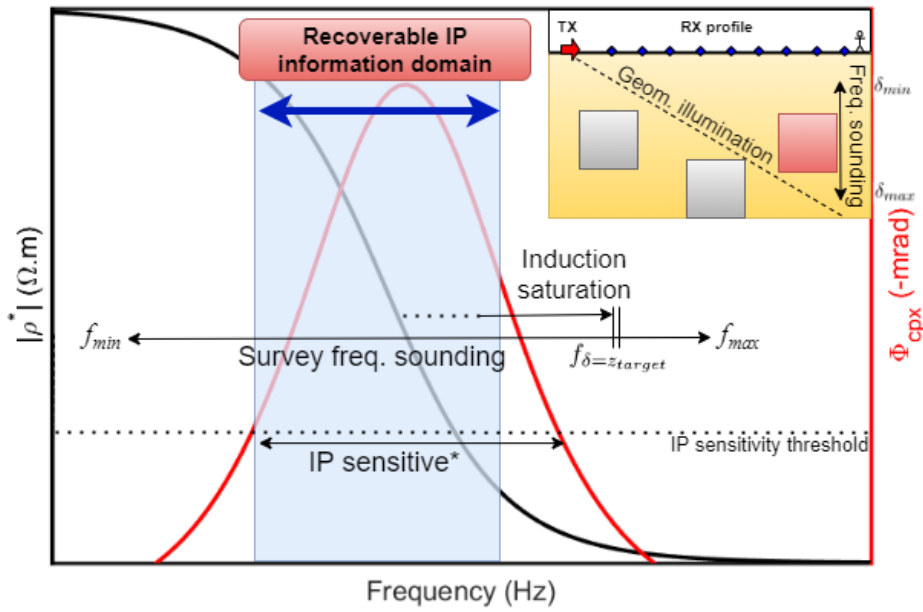 Recoverable IP
information domain
TX
RX profile
Geom. illumination
Freq. sounding
δmin
δmax
|ρ*| (Ω.m)
Φcpx (-mrad)
Induction
saturation
fmin
fmax
Survey freq. sounding
fδ=ztarget
IP sensitivity threshold
IP sensitive*
Frequency (Hz)